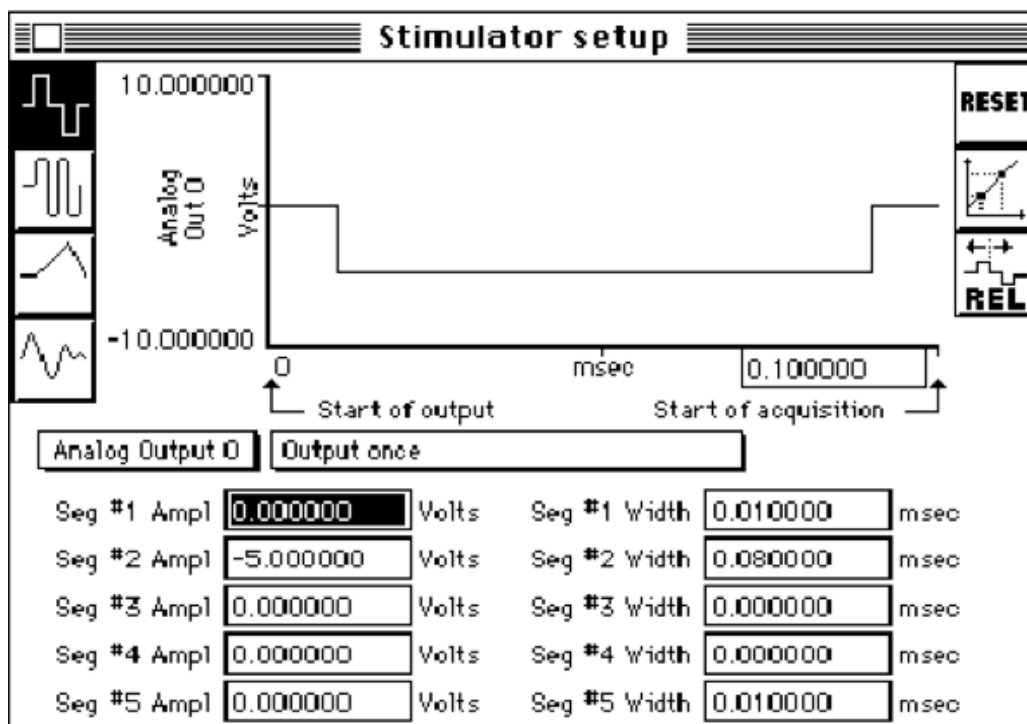 Stimulator setup
10.000000
RESET
Analog
Out 0
Volts
REL
-10.000000
0
msec
0.100000
Start of output
Start of acquisition
Analog Output 0
Output once
Seg #1 Ampl 0.000000 Volts Seg #1 Width 0.010000 msec
Seg #2 Ampl -5.000000 Volts Seg #2 Width 0.080000 msec
Seg #3 Ampl 0.000000 Volts Seg #3 Width 0.000000 msec
Seg #4 Ampl 0.000000 Volts Seg #4 Width 0.000000 msec
Seg #5 Ampl 0.000000 Volts Seg #5 Width 0.010000 msec